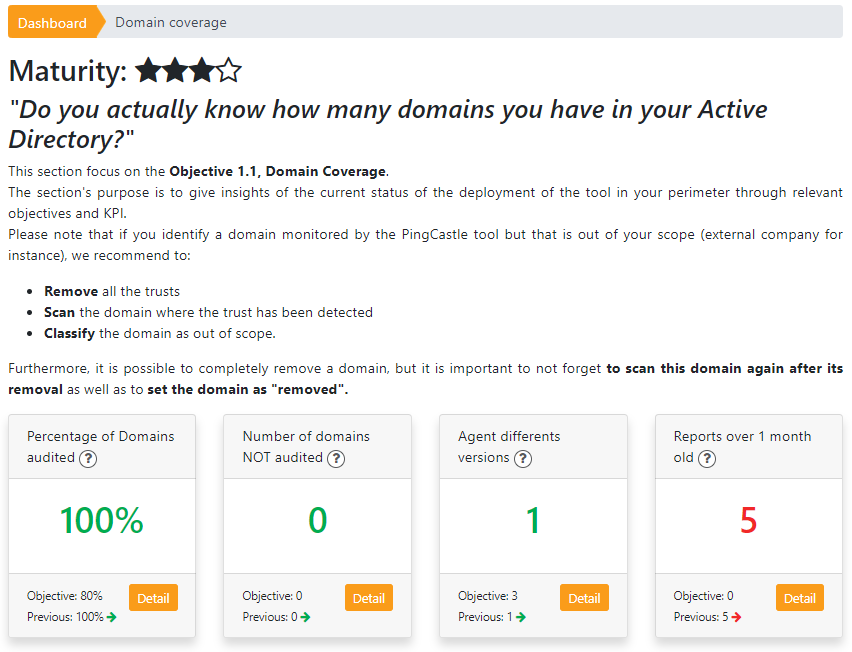 Dashboard
Domain coverage
Maturity:
"Do you actually know how many domains you have in your Active
Directory?"
This section focus on the Objective 1.1, Domain Coverage.
The section's purpose is to give insights of the current status of the deployment of the tool in your perimeter through relevant
objectives and KPI.
Please note that if you identify a domain monitored by the PingCastle tool but that is out of your scope (external company for
instance), we recommend to:
• Remove all the trusts
• Scan the domain where the trust has been detected
• Classify the domain as out of scope.
Furthermore, it is possible to completely remove a domain, but it is important to not forget to scan this domain again after its
removal as well as to set the domain as "removed".
Percentage of Domains
audited ?
100%
Objective: 80%
Previous: 100%
Detail
Number of domains
NOT audited ?
0
Objective: 0
Previous: 0
Detail
Agent differents
versions ?
1
Objective: 3
Previous: 1
Detail
Reports over 1 month
old ?
5
Objective: 0
Previous: 5
Detail